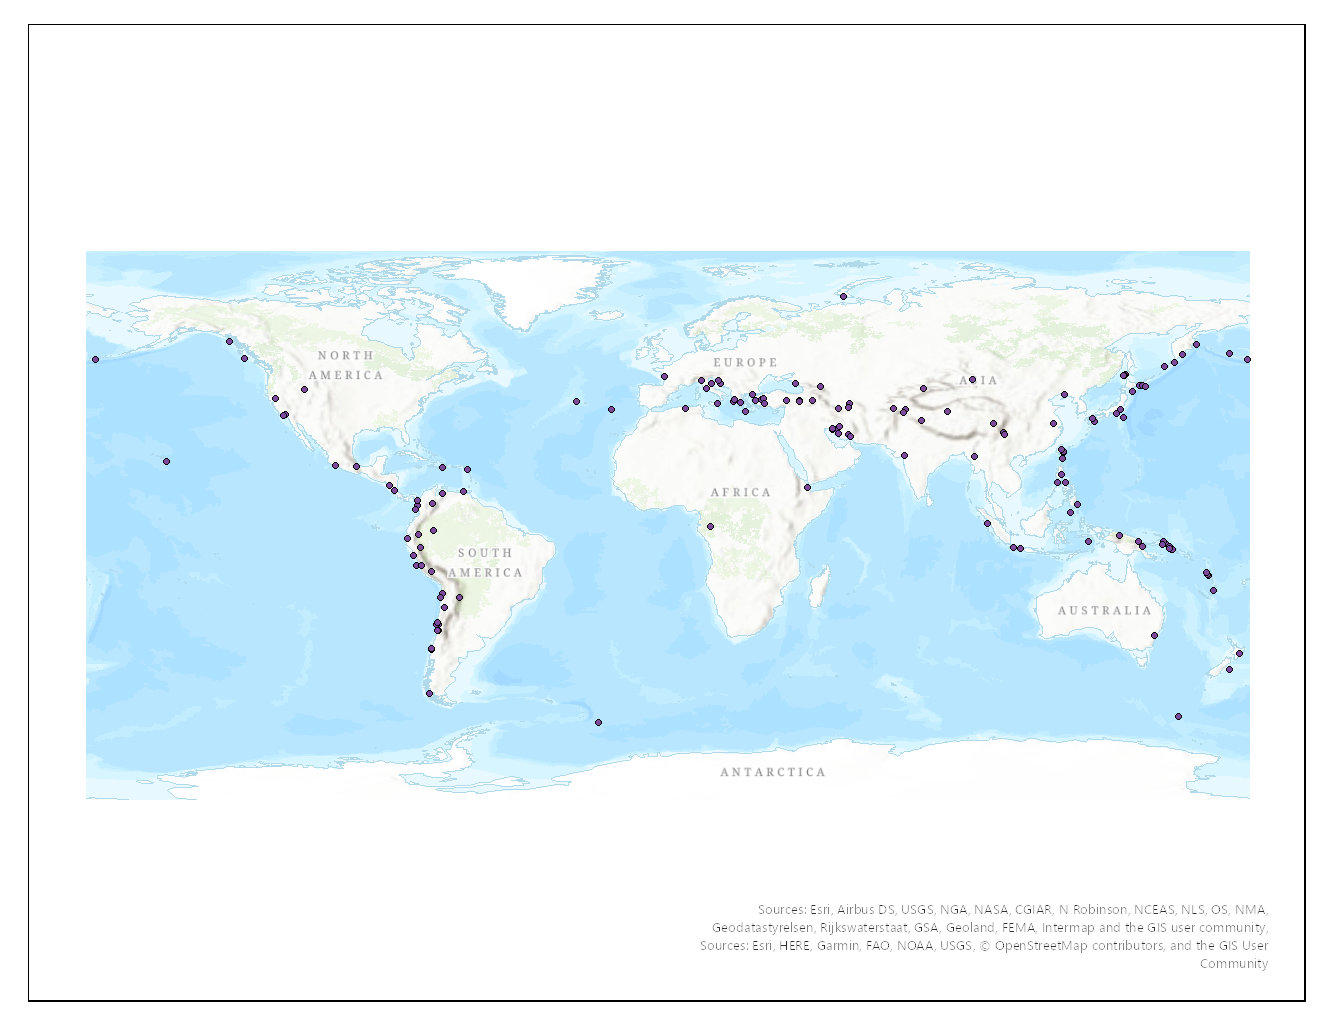 NORTH
AMERICA
EUROPE
ASIA
AFRICA
SOUTH
AMERICA
AUSTRALIA
ANTARCTICA
Sources: Esri, Airbus DS, USGS, NGA, NASA, CGIAR, N Robinson, NCEAS, NLS, OS, NMA,
Geodatastyrelsen, Rijkswaterstaat, GSA, Geoland, FEMA, Intermap and the GIS user community,
Sources: Esri, HERE, Garmin, FAO, NOAA, USGS, © OpenStreetMap contributors, and the GIS User
Community